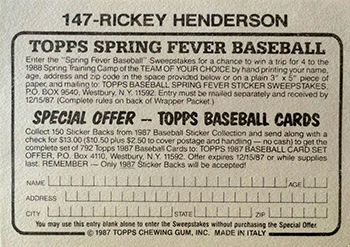 147-RICKEY HENDERSON
TOPPS SPRING FEVER BASEBALL
Enter the "Spring Fever Baseball" Sweepstakes for a chance to win a trip for 4 to the
1988 Spring Training Camp of the TEAM OF YOUR CHOICE by hand printing your name,
age, address and zip code in the space provided below or on a plain 3" x 5" piece of
paper, and mailing to: TOPPS BASEBALL SPRING FEVER STICKER SWEEPSTAKES,
P.O. BOX 9540, Westbury, N.Y. 11592. Entry must be mailed separately and received by
12/15/87. (Complete rules on back of Wrapper Packet.)
SPECIAL OFFER — TOPPS BASEBALL CARDS
Collect 150 Sticker Backs from 1987 Baseball Sticker Collection and send along with a
check for $13.00 ($10.50 plus $2.50 to cover postage and handling — no cash) to get the
complete set of 792 Topps 1987 Baseball Cards to: TOPPS 1987 BASEBALL CARD SET
OFFER, P.O. Box 4110, Westbury, N.Y. 11592. Offer expires 12/15/87 or while supplies
last. REMEMBER — Only 1987 Sticker Backs will be accepted!
NAME AGE
ADDRESS
CITY STATE ZIP
You may use this entry blank alone to enter the Sweepstakes without purchasing the Special Offer.
© 1987 TOPPS CHEWING GUM, INC. MADE IN ITALY